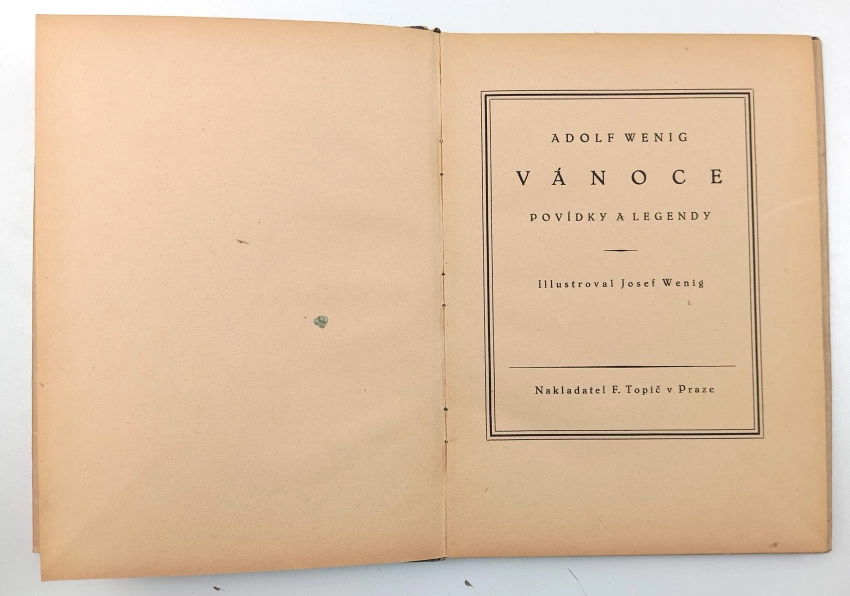 ADOLF WENIG
VÁNOCE
POVÍDKY A LEGENDY
Illustroval Josef Wenig
Nakladatel F. Topič v Praze